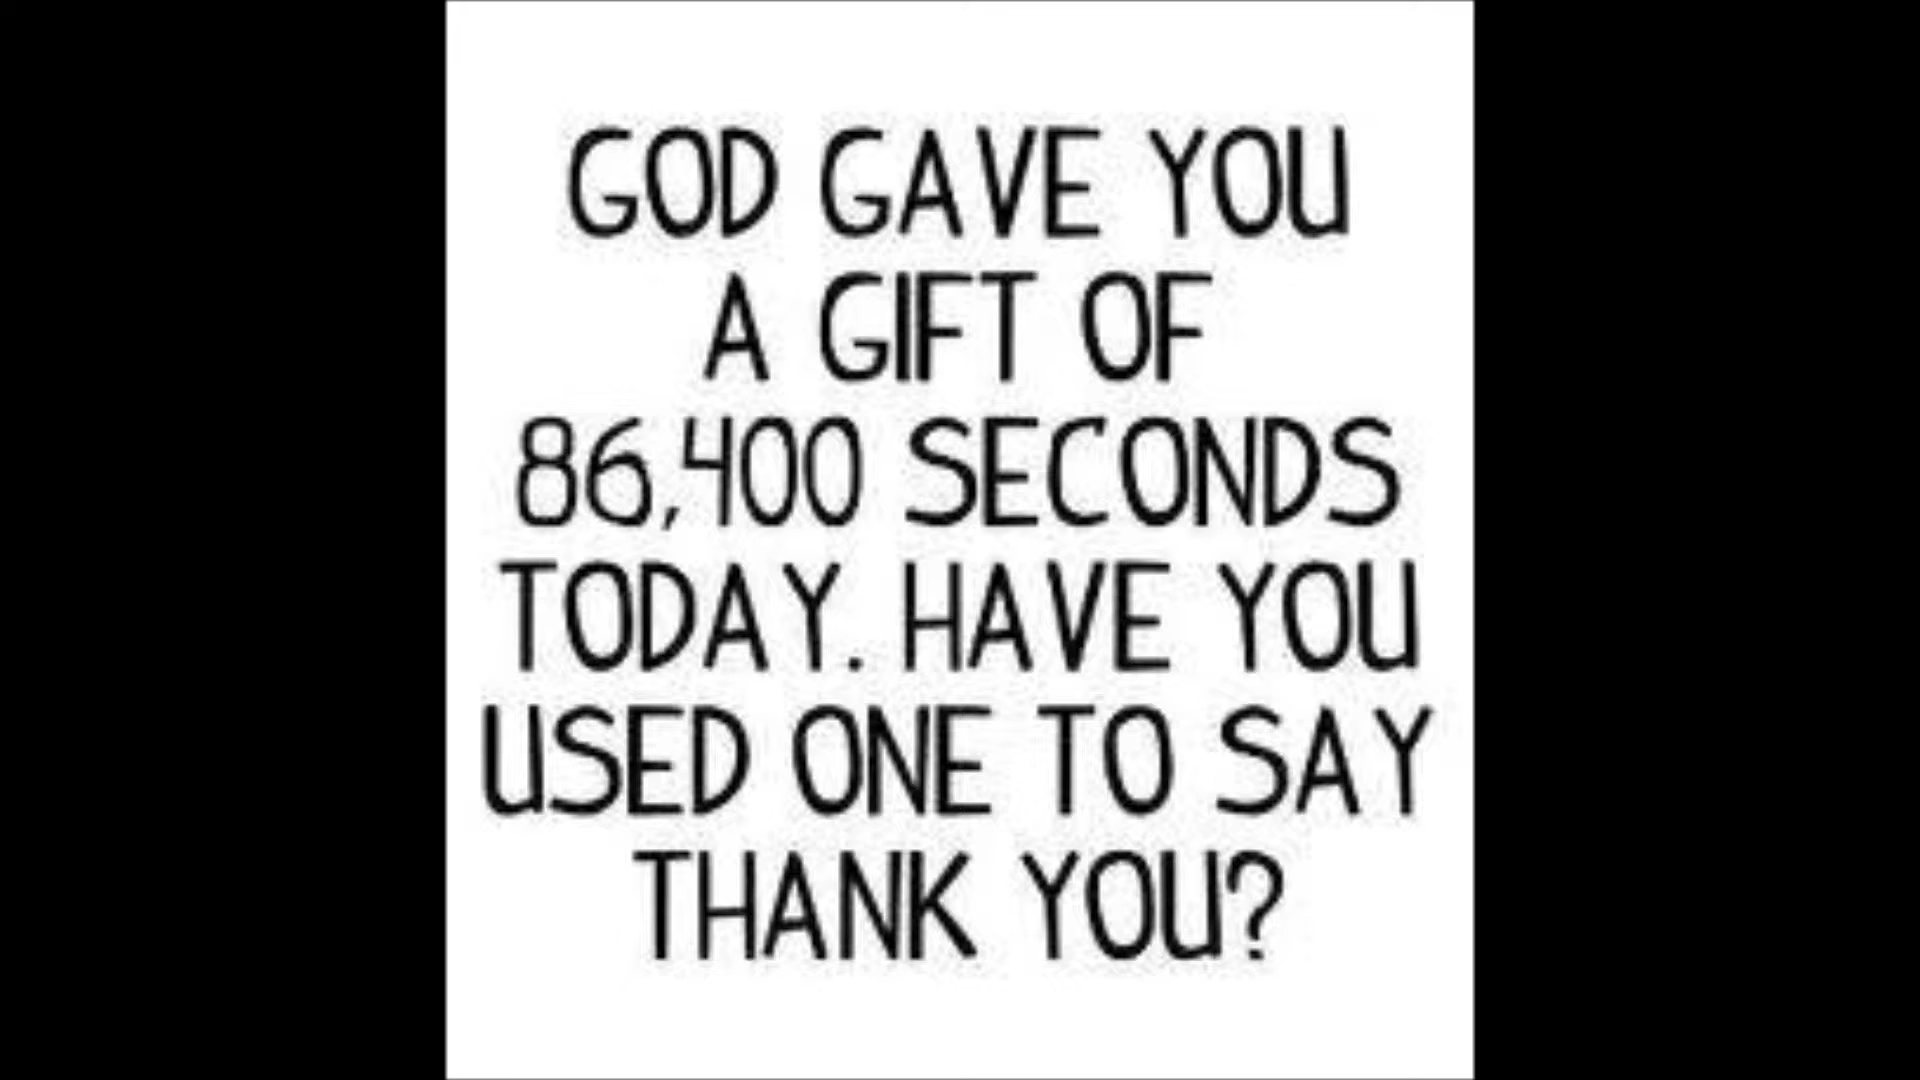 GOD GAVE YOU
A GIFT OF
86,400 SECONDS
TODAY. HAVE YOU
USED ONE TO SAY
THANK YOU?